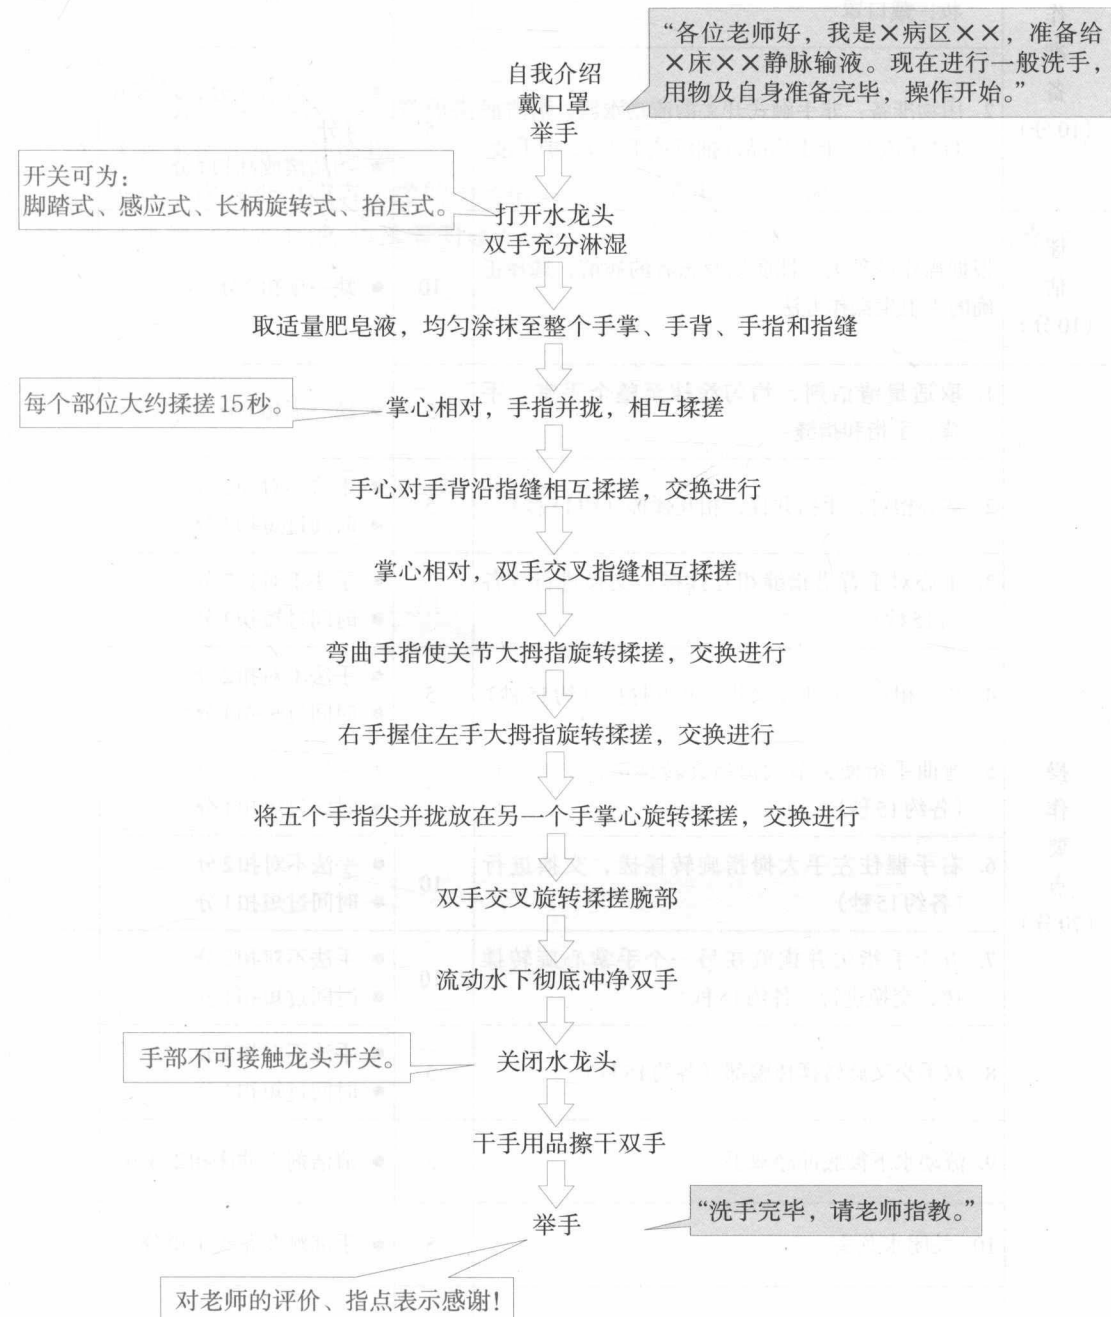 “各位老师好，我是×病区××，准备给
×床××静脉输液。现在进行一般洗手，
用物及自身准备完毕，操作开始。”
自我介绍
戴口罩
举手
开关可为：
脚踏式、感应式、长柄旋转式、抬压式。
打开水龙头
双手充分淋湿
取适量肥皂液，均匀涂抹至整个手掌、手背、手指和指缝
每个部位大约揉搓15秒。
掌心相对，手指并拢，相互揉搓
手心对手背沿指缝相互揉搓，交换进行
掌心相对，双手交叉指缝相互揉搓
弯曲手指使关节大拇指旋转揉搓，交换进行
右手握住左手大拇指旋转揉搓，交换进行
将五个手指尖并拢放在另一个手掌心旋转揉搓，交换进行
双手交叉旋转揉搓腕部
流动水下彻底冲净双手
手部不可接触龙头开关。
关闭水龙头
干手用品擦干双手
举手
“洗手完毕，请老师指教。”
对老师的评价、指点表示感谢！